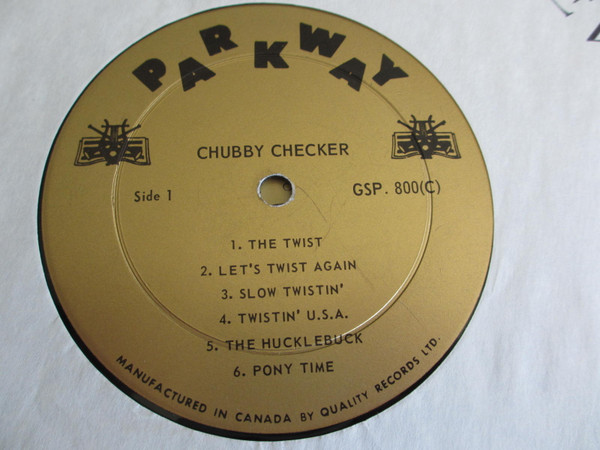 PARKWAY
CHUBBY CHECKER
Side 1
GSP. 800(C)
1. THE TWIST
2. LET'S TWIST AGAIN
3. SLOW TWISTIN'
4. TWISTIN' U.S.A.
5. THE HUCKLEBUCK
6. PONY TIME
MANUFACTURED IN CANADA BY QUALITY RECORDS LTD.